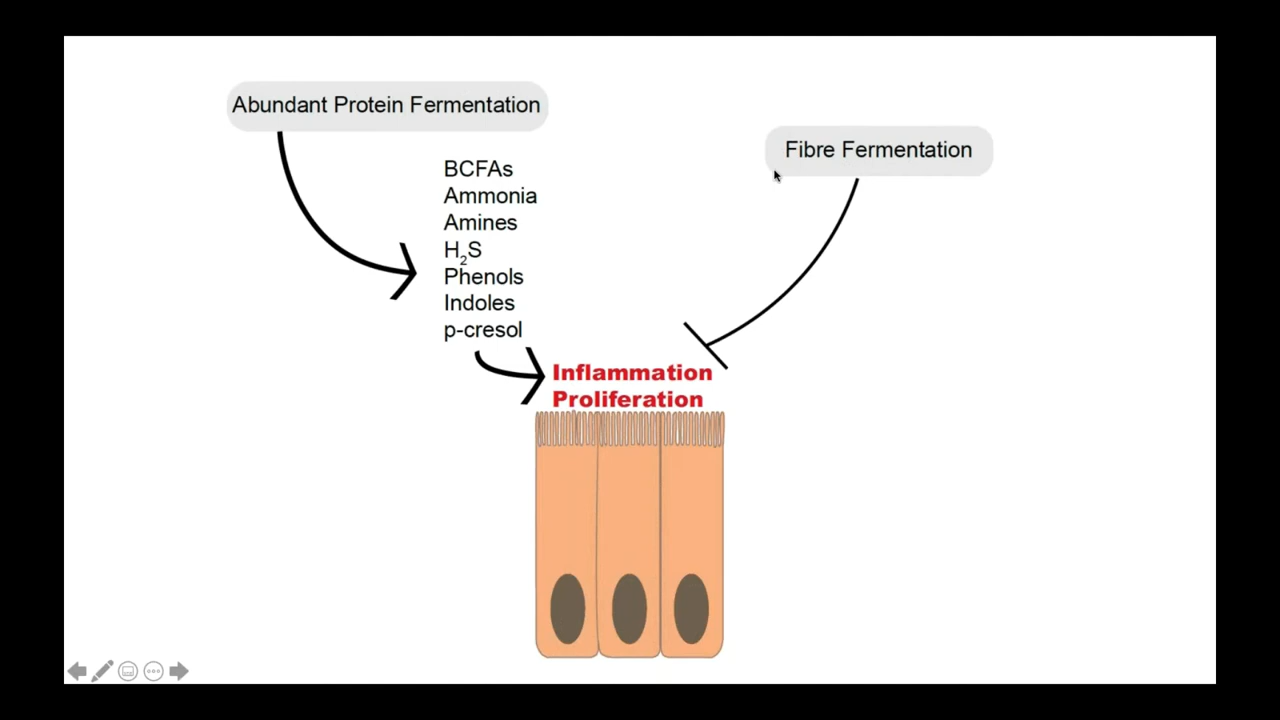 Abundant Protein Fermentation
Fibre Fermentation
BCFAs
Ammonia
Amines
H₂S
Phenols
Indoles
p-cresol
Inflammation
Proliferation